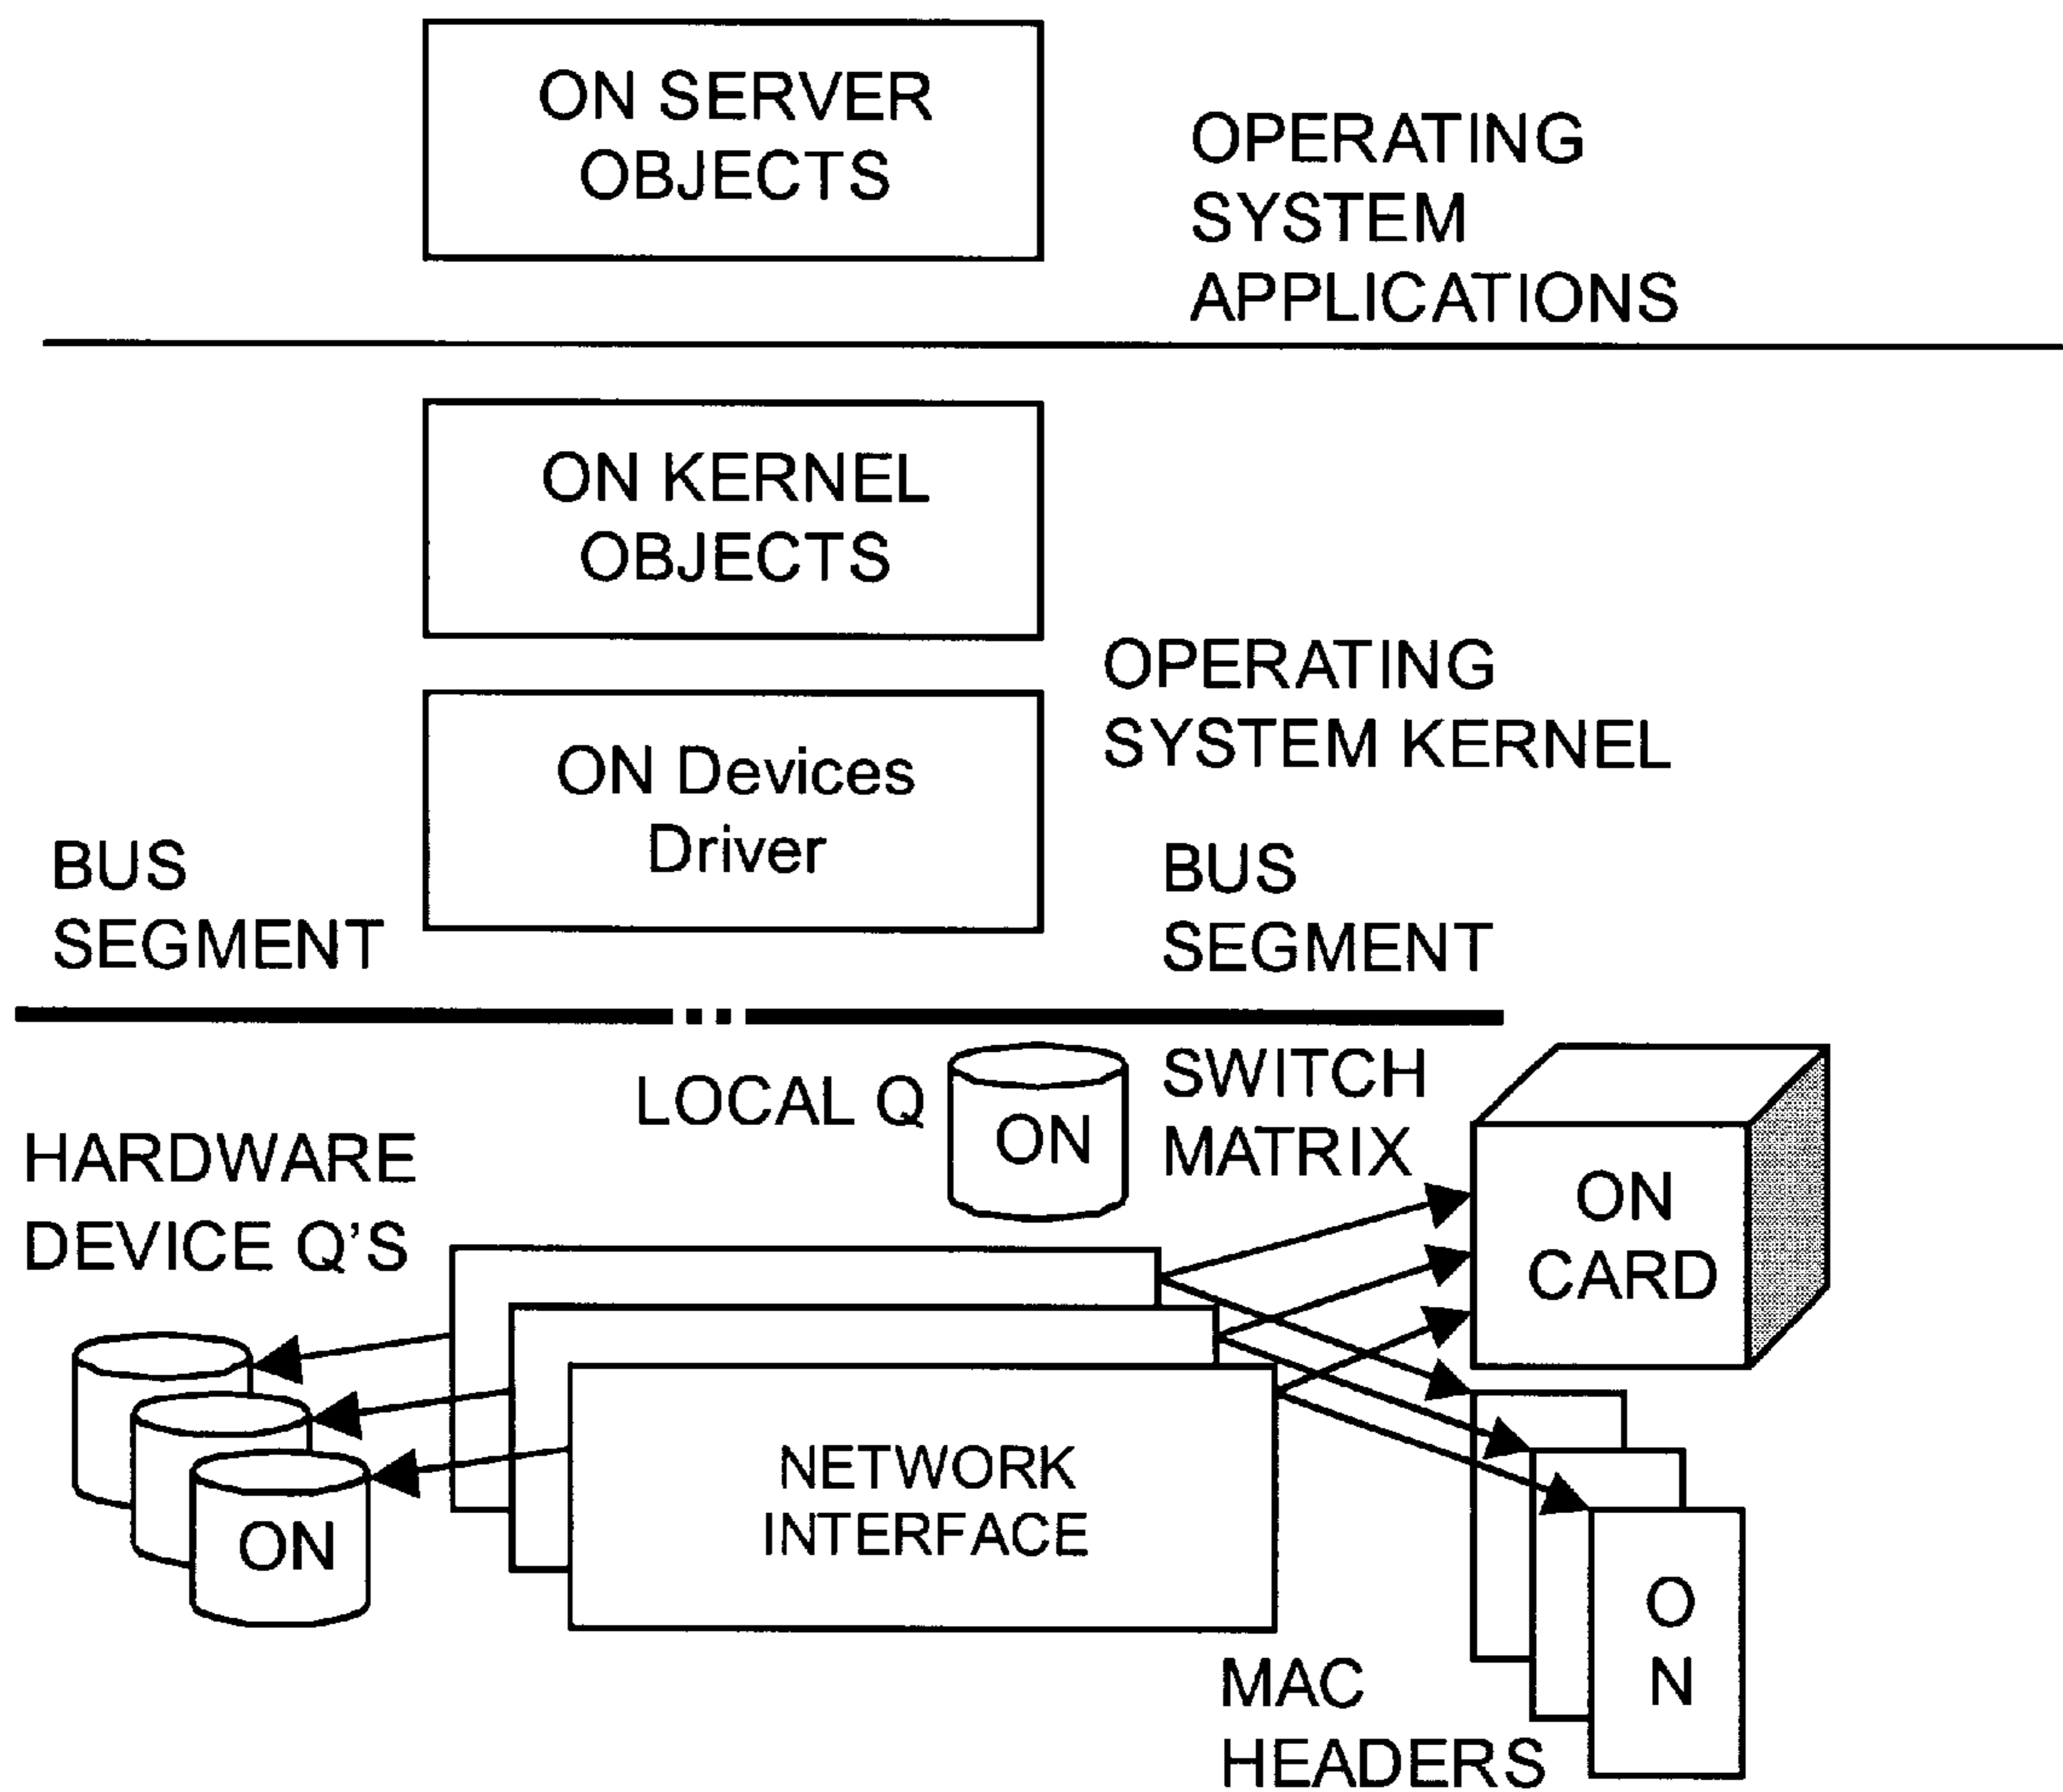 ON SERVER
OBJECTS
OPERATING
SYSTEM
APPLICATIONS
ON KERNEL
OBJECTS
OPERATING
SYSTEM KERNEL
ON Devices
Driver
BUS
SEGMENT
BUS
SEGMENT
LOCAL Q
ON
SWITCH
MATRIX
HARDWARE
DEVICE Q'S
ON
CARD
NETWORK
INTERFACE
ON
O
N
MAC
HEADERS